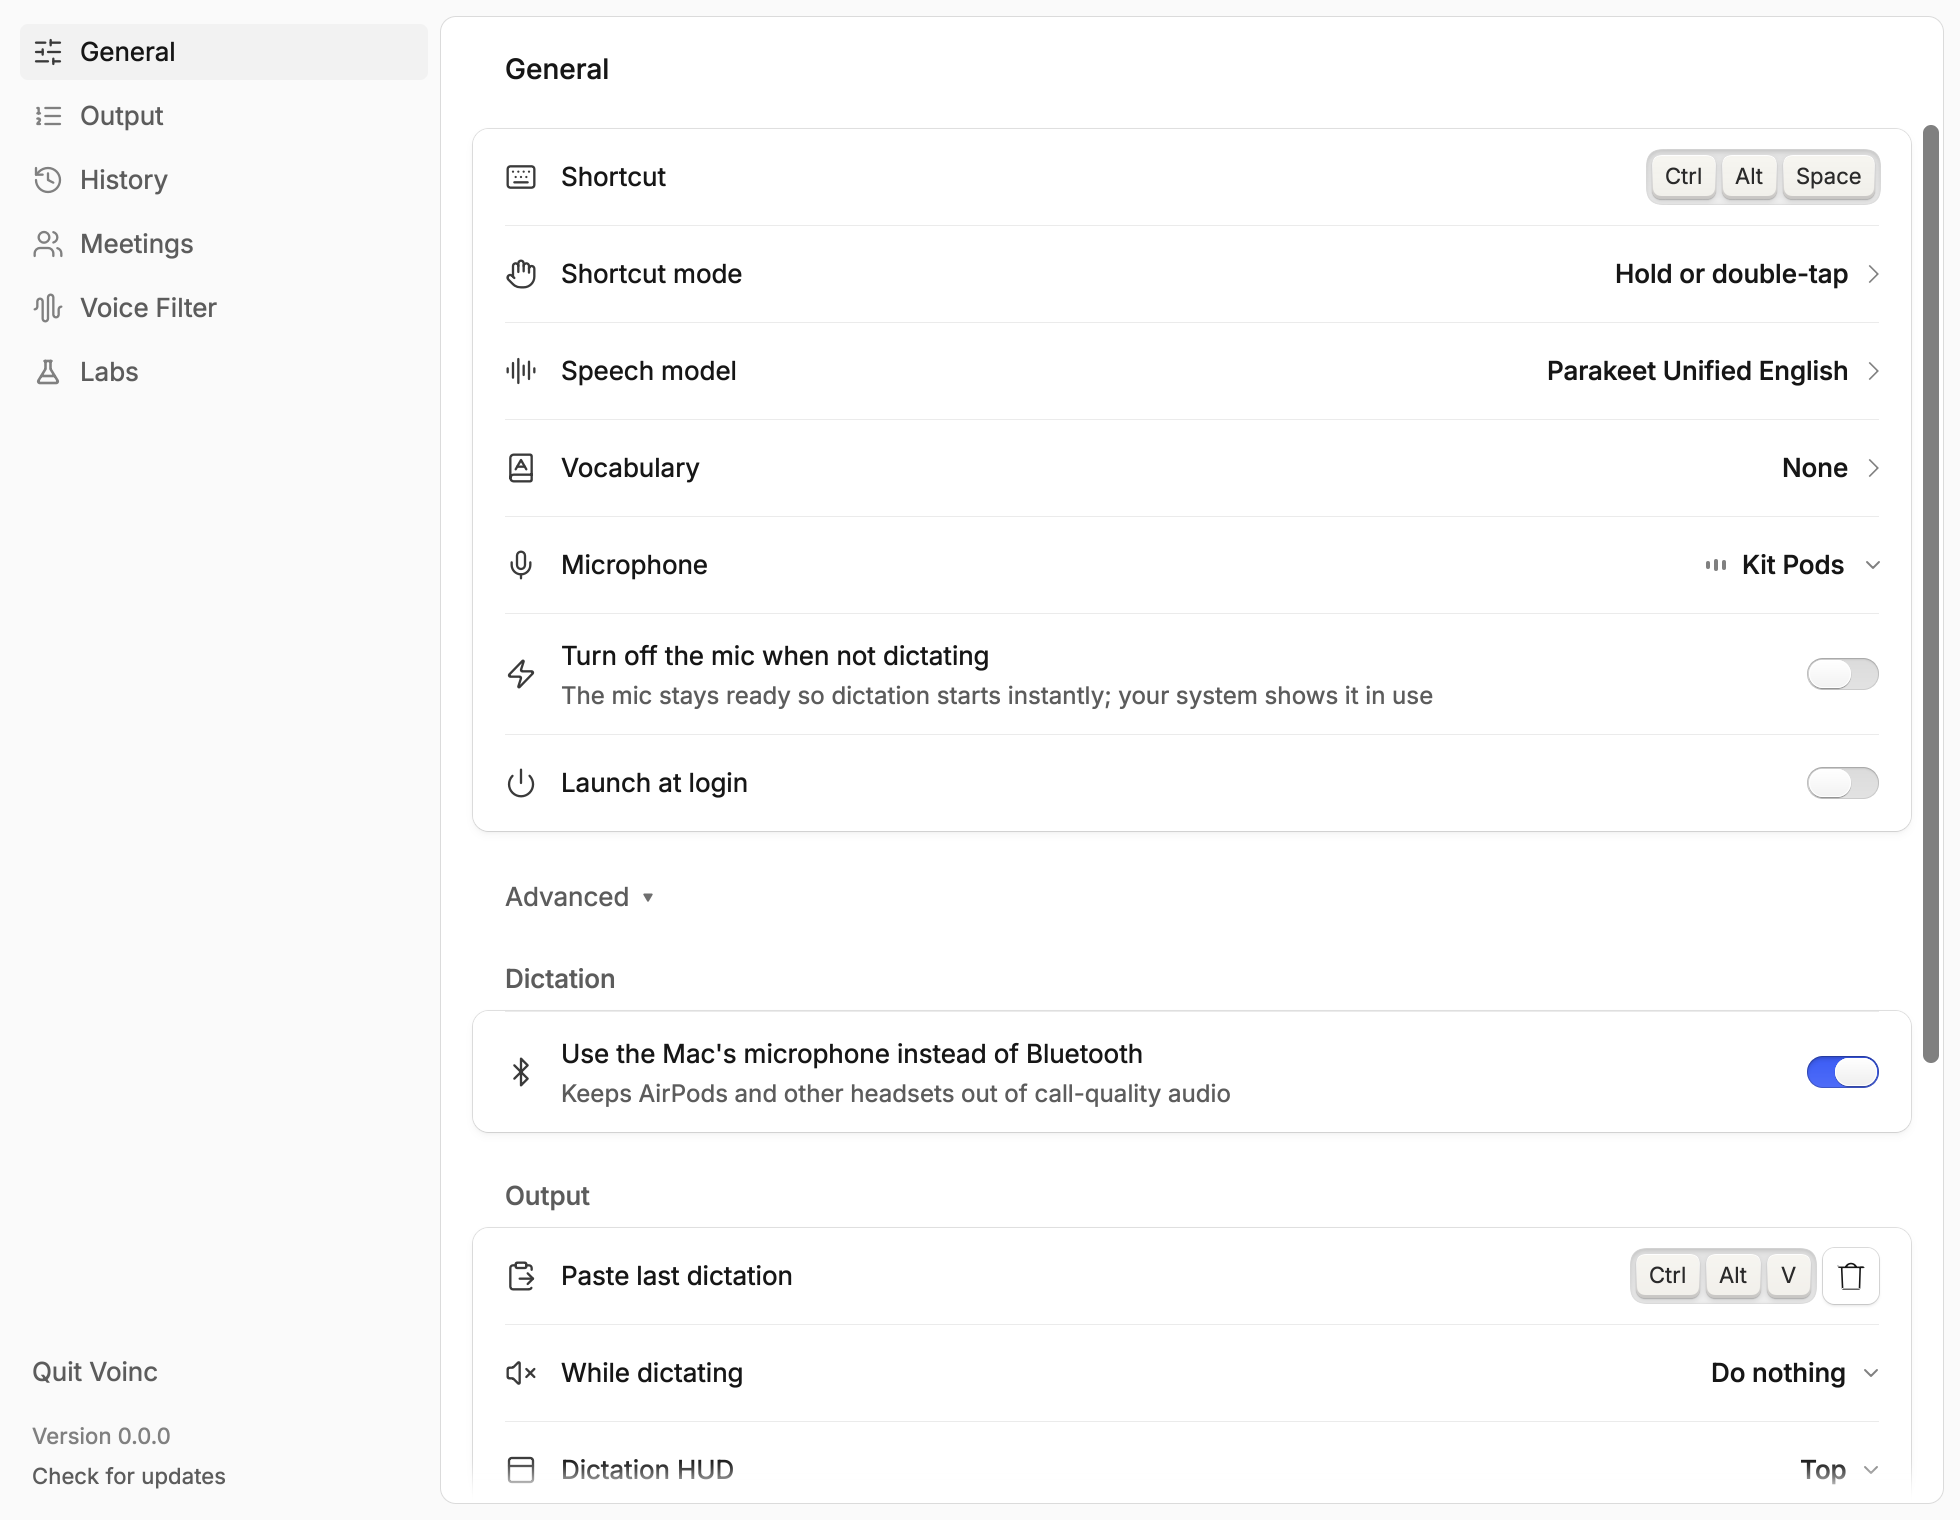 General
Output
History
Meetings
Voice Filter
Labs
Quit Voinc
Version 0.0.0
Check for updates
General
Shortcut
Ctrl Alt Space
Shortcut mode
Hold or double-tap
Speech model
Parakeet Unified English
Vocabulary
None
Microphone
Kit Pods
Turn off the mic when not dictating
The mic stays ready so dictation starts instantly; your system shows it in use
Launch at login
Advanced
Dictation
Use the Mac's microphone instead of Bluetooth
Keeps AirPods and other headsets out of call-quality audio
Output
Paste last dictation
Ctrl Alt V
While dictating
Do nothing
Dictation HUD
Top